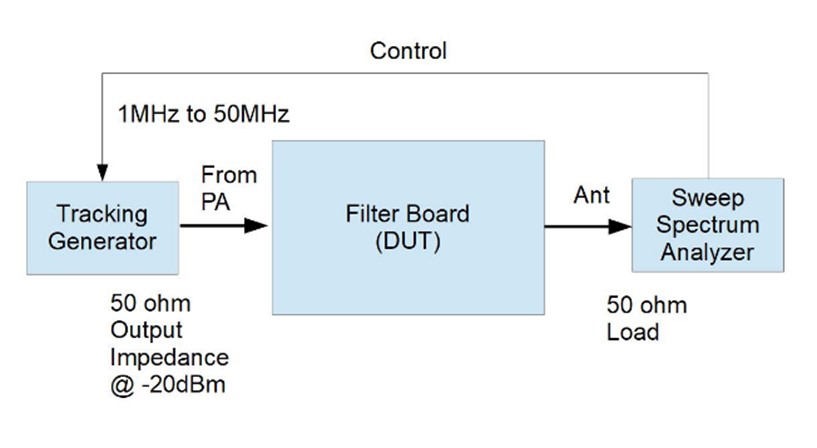 Control
1MHz to 50MHz
From
PA
Tracking
Generator
Filter Board
(DUT)
Ant
Sweep
Spectrum
Analyzer
50 ohm
Output
Impedance
@ -20dBm
50 ohm
Load